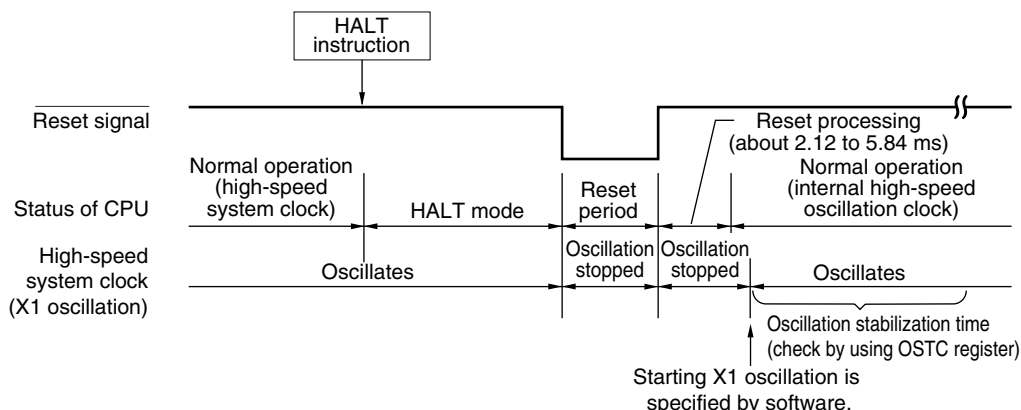 HALT
instruction
Reset signal
Reset processing
(about 2.12 to 5.84 ms)
Normal operation
(high-speed
system clock)
Status of CPU
HALT mode
Reset
period
Normal operation
(internal high-speed
oscillation clock)
High-speed
system clock
(X1 oscillation)
Oscillates
Oscillation
stopped
Oscillation
stopped
Oscillates
Oscillation stabilization time
(check by using OSTC register)
Starting X1 oscillation is
specified by software.